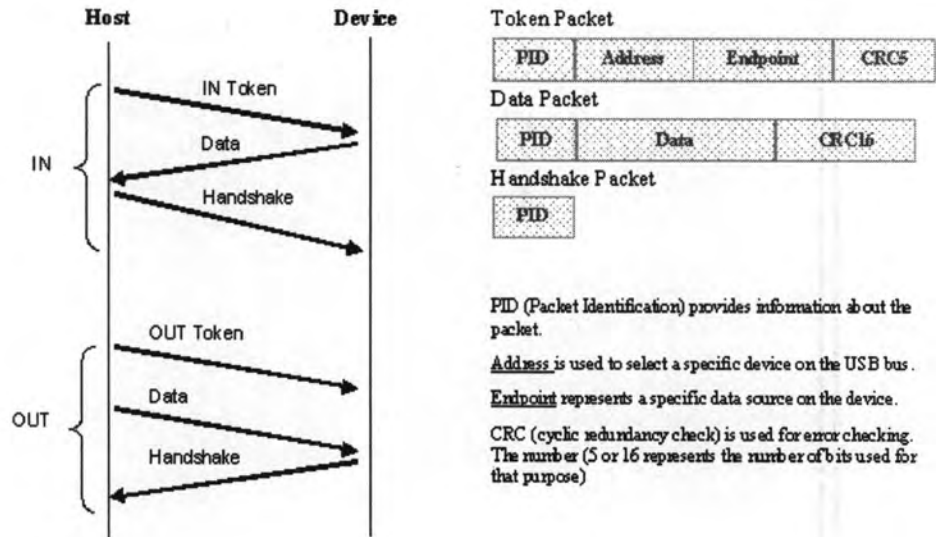 Host
Device
IN Token
Data
IN
Handshake
OUT Token
Data
OUT
Handshake
Token Packet
PID Address Endpoint CRC5
Data Packet
PID Data CRC16
Handshake Packet
PID
PID (Packet Identification) provides information about the
packet.
Address is used to select a specific device on the USB bus.
Endpoint represents a specific data source on the device.
CRC (cyclic redundancy check) is used for error checking.
The number (5 or 16 represents the number of bits used for
that purpose)